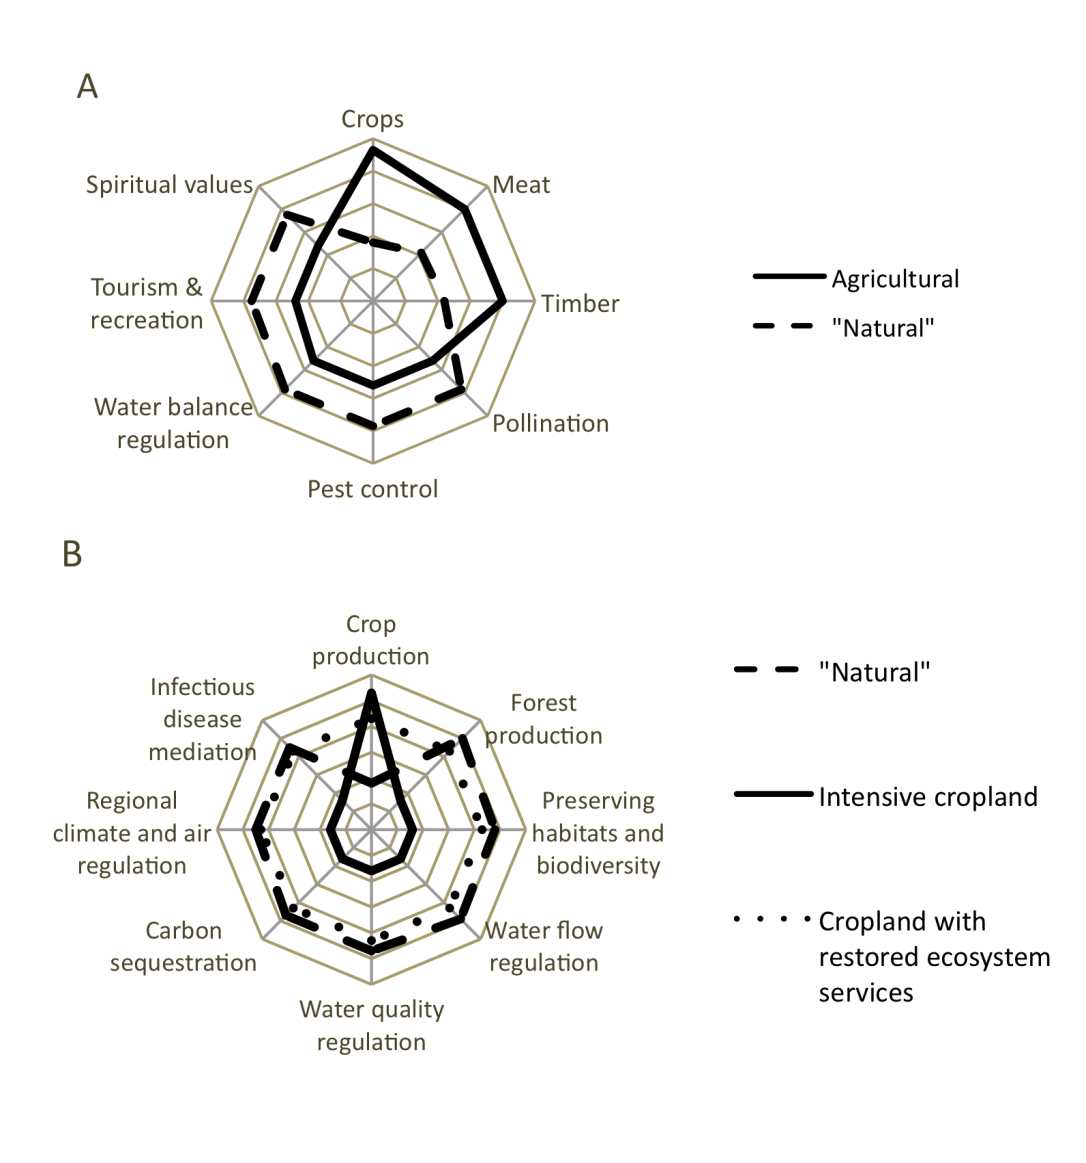 A
Crops
Spiritual values
Meat
Tourism &
recreation
Timber
Water balance
regulation
Pollination
Pest control
Agricultural
"Natural"
B
Crop
production
Infectious
disease
mediation
Forest
production
Regional
climate and air
regulation
Preserving
habitats and
biodiversity
Carbon
sequestration
Water flow
regulation
Water quality
regulation
"Natural"
Intensive cropland
Cropland with
restored ecosystem
services